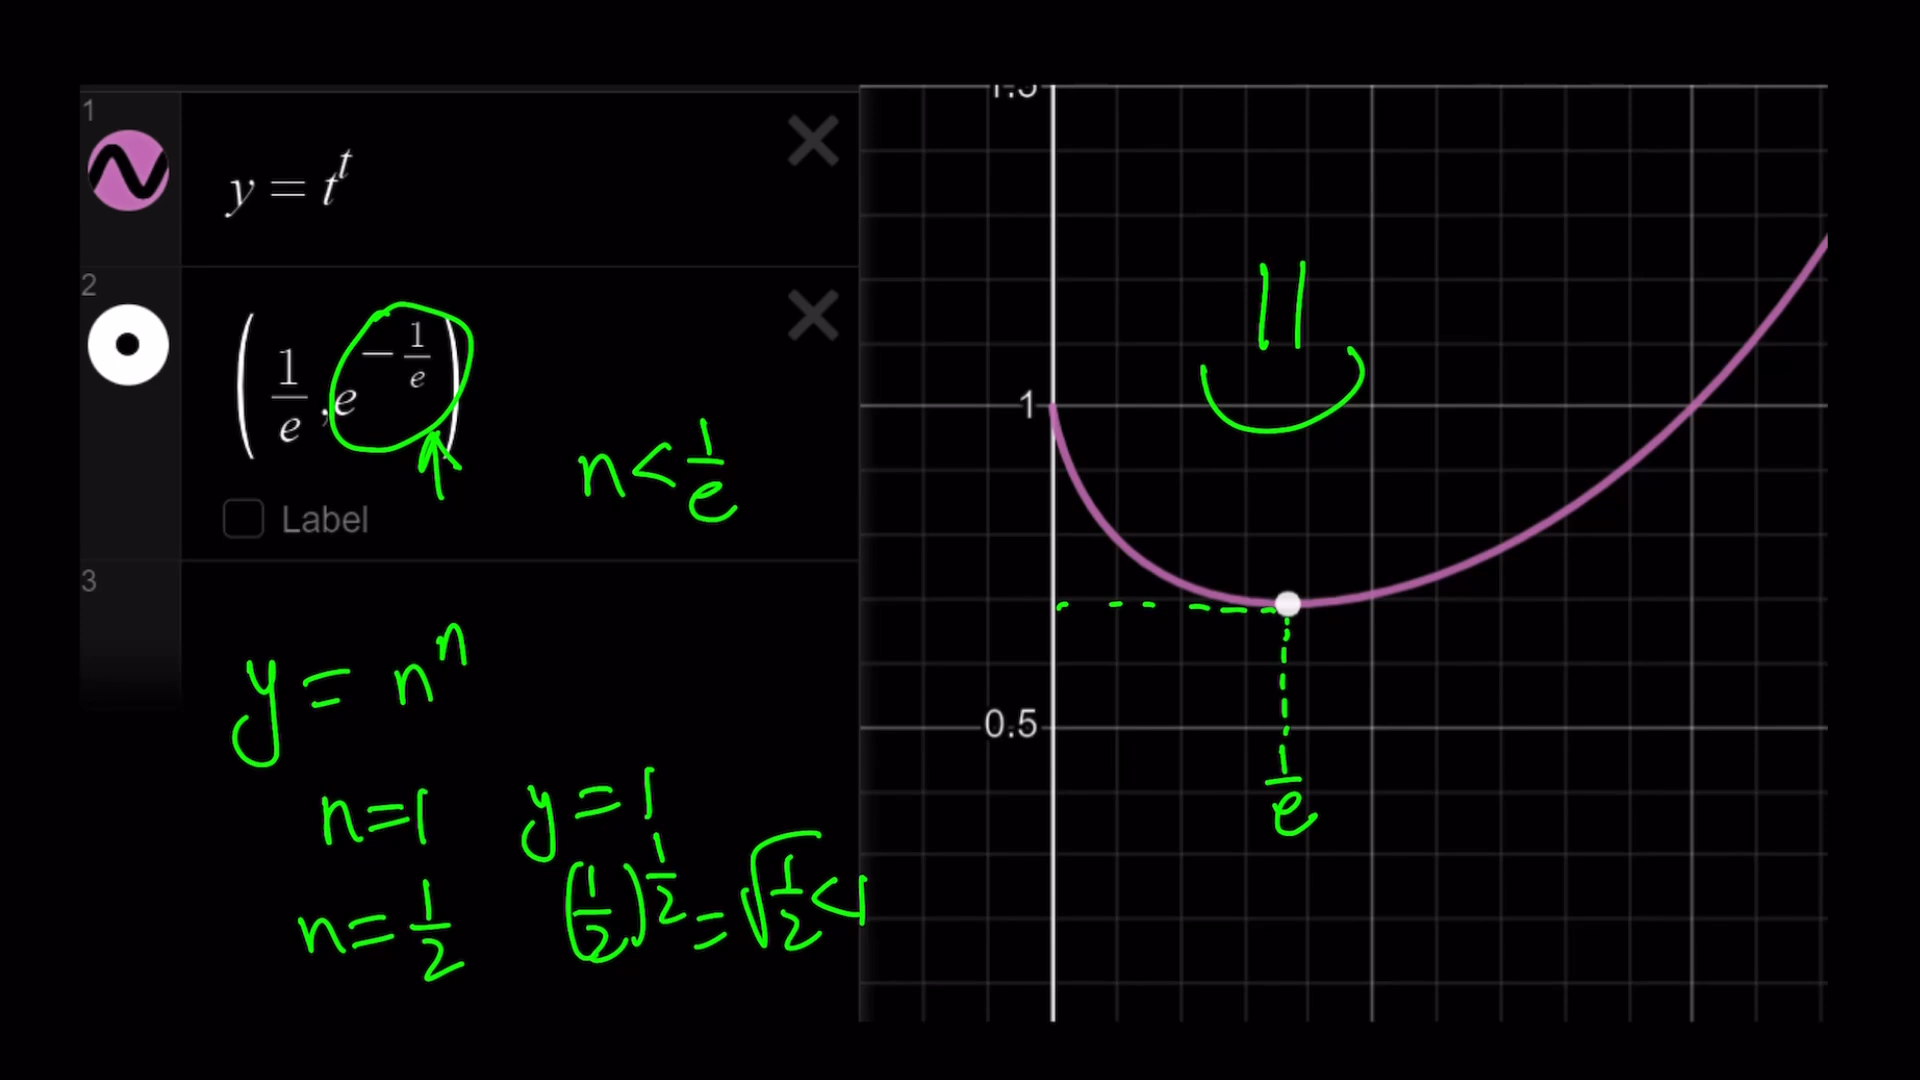 1
y = t^t
2
(1/e, e^(-1/e))
Label
n < 1/e
3
y = n^n
n=1 y=1
n=1/2 (1/2)^(1/2) = √(1/2) < 1
1.5
1
0.5
1/e